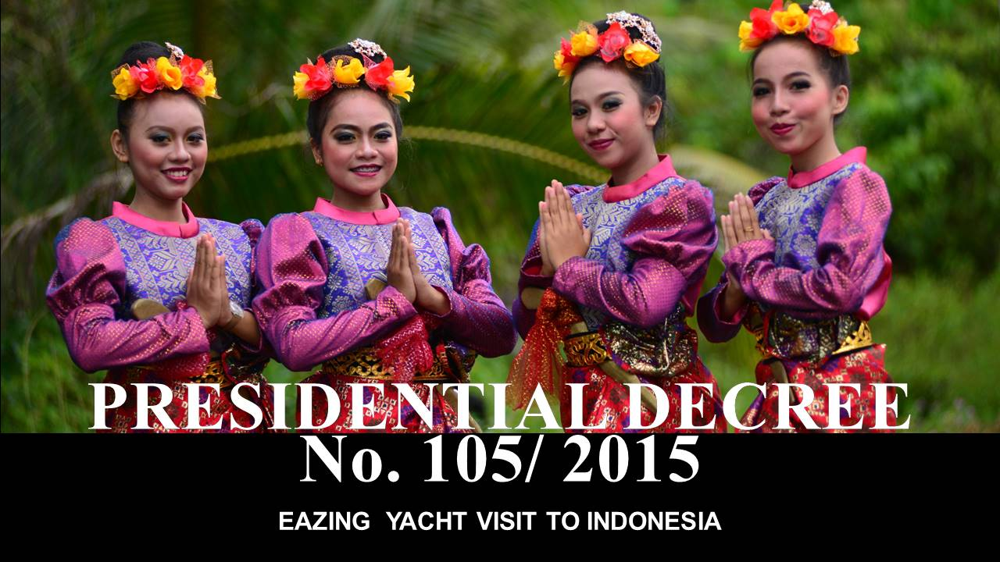 PRESIDENTIAL DECREE
No. 105/ 2015
EAZING YACHT VISIT TO INDONESIA